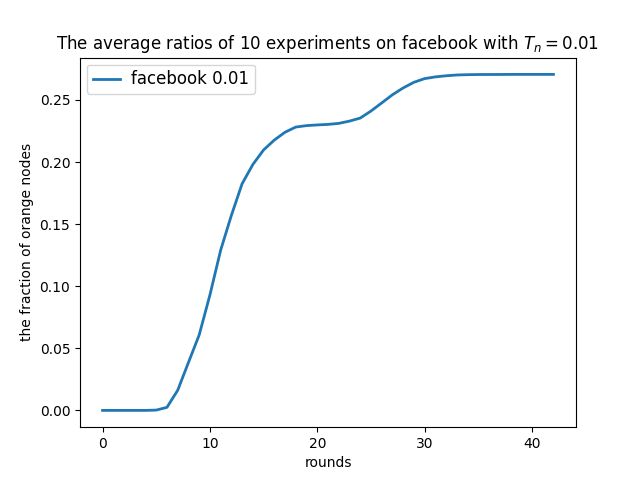 The average ratios of 10 experiments on facebook with $T_n = 0.01$
facebook 0.01
the fraction of orange nodes
0.25
0.20
0.15
0.10
0.05
0.00
0 10 20 30 40
rounds